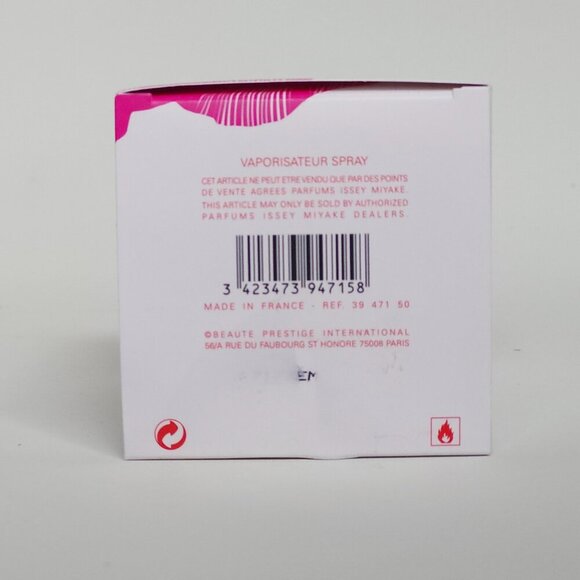 VAPORISATEUR SPRAY
CET ARTICLE NE PEUT ETRE VENDU QUE PAR DES POINTS
DE VENTE AGREES PARFUMS ISSEY MIYAKE.
THIS ARTICLE MAY ONLY BE SOLD BY AUTHORIZED
PARFUMS ISSEY MIYAKE DEALERS.
3 423473 947158
MADE IN FRANCE - REF. 39 471 50
©BEAUTE PRESTIGE INTERNATIONAL
56/A RUE DU FAUBOURG ST HONORE 75008 PARIS